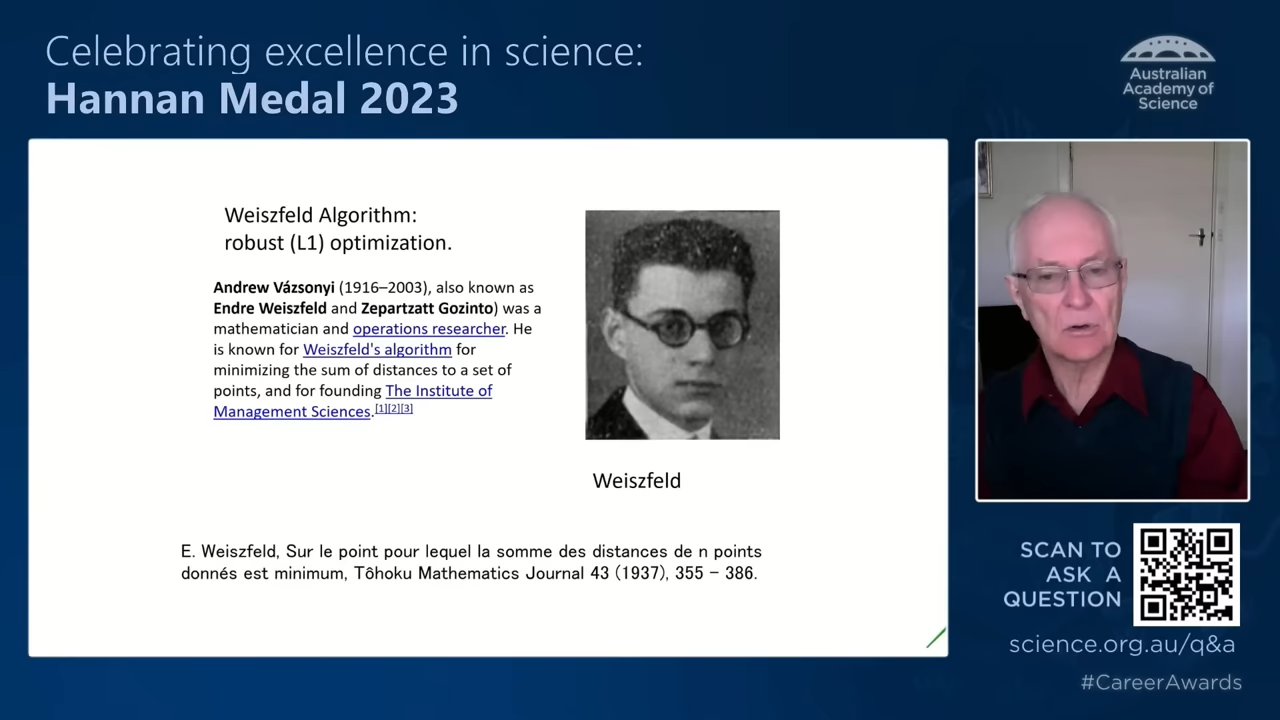 Celebrating excellence in science:
Hannan Medal 2023
Australian
Academy of
Science
Weiszfeld Algorithm:
robust (L1) optimization.
Andrew Vázsonyi (1916–2003), also known as
Endre Weiszfeld and Zepartzatt Gozinto) was a
mathematician and operations researcher. He
is known for Weiszfeld's algorithm for
minimizing the sum of distances to a set of
points, and for founding The Institute of
Management Sciences.[1][2][3]
Weiszfeld
E. Weiszfeld, Sur le point pour lequel la somme des distances de n points
donnés est minimum, Tôhoku Mathematics Journal 43 (1937), 355 – 386.
SCAN TO
ASK A
QUESTION
science.org.au/q&a
#CareerAwards